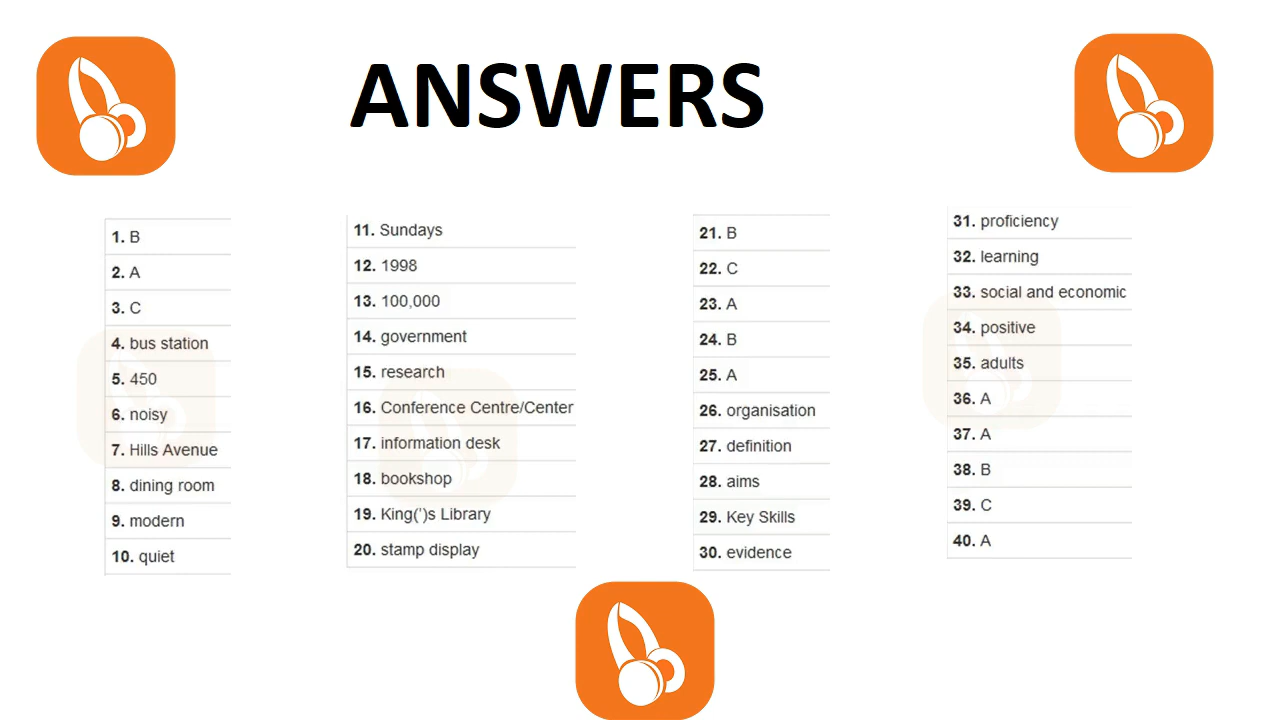 ANSWERS
1. B
2. A
3. C
4. bus station
5. 450
6. noisy
7. Hills Avenue
8. dining room
9. modern
10. quiet
11. Sundays
12. 1998
13. 100,000
14. government
15. research
16. Conference Centre/Center
17. information desk
18. bookshop
19. King(')s Library
20. stamp display
21. B
22. C
23. A
24. B
25. A
26. organisation
27. definition
28. aims
29. Key Skills
30. evidence
31. proficiency
32. learning
33. social and economic
34. positive
35. adults
36. A
37. A
38. B
39. C
40. A